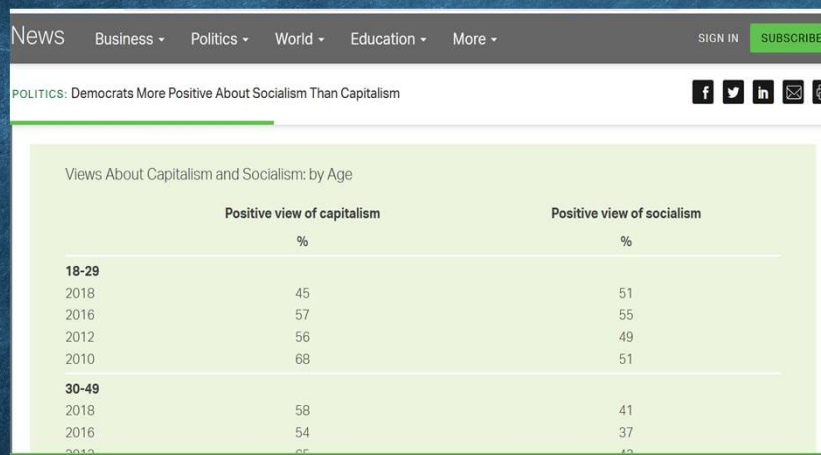 News Business Politics World Education More SIGN IN SUBSCRIBE
POLITICS: Democrats More Positive About Socialism Than Capitalism
Views About Capitalism and Socialism: by Age
Positive view of capitalism Positive view of socialism
% %
18-29
2018 45 51
2016 57 55
2012 56 49
2010 68 51
30-49
2018 58 41
2016 54 37